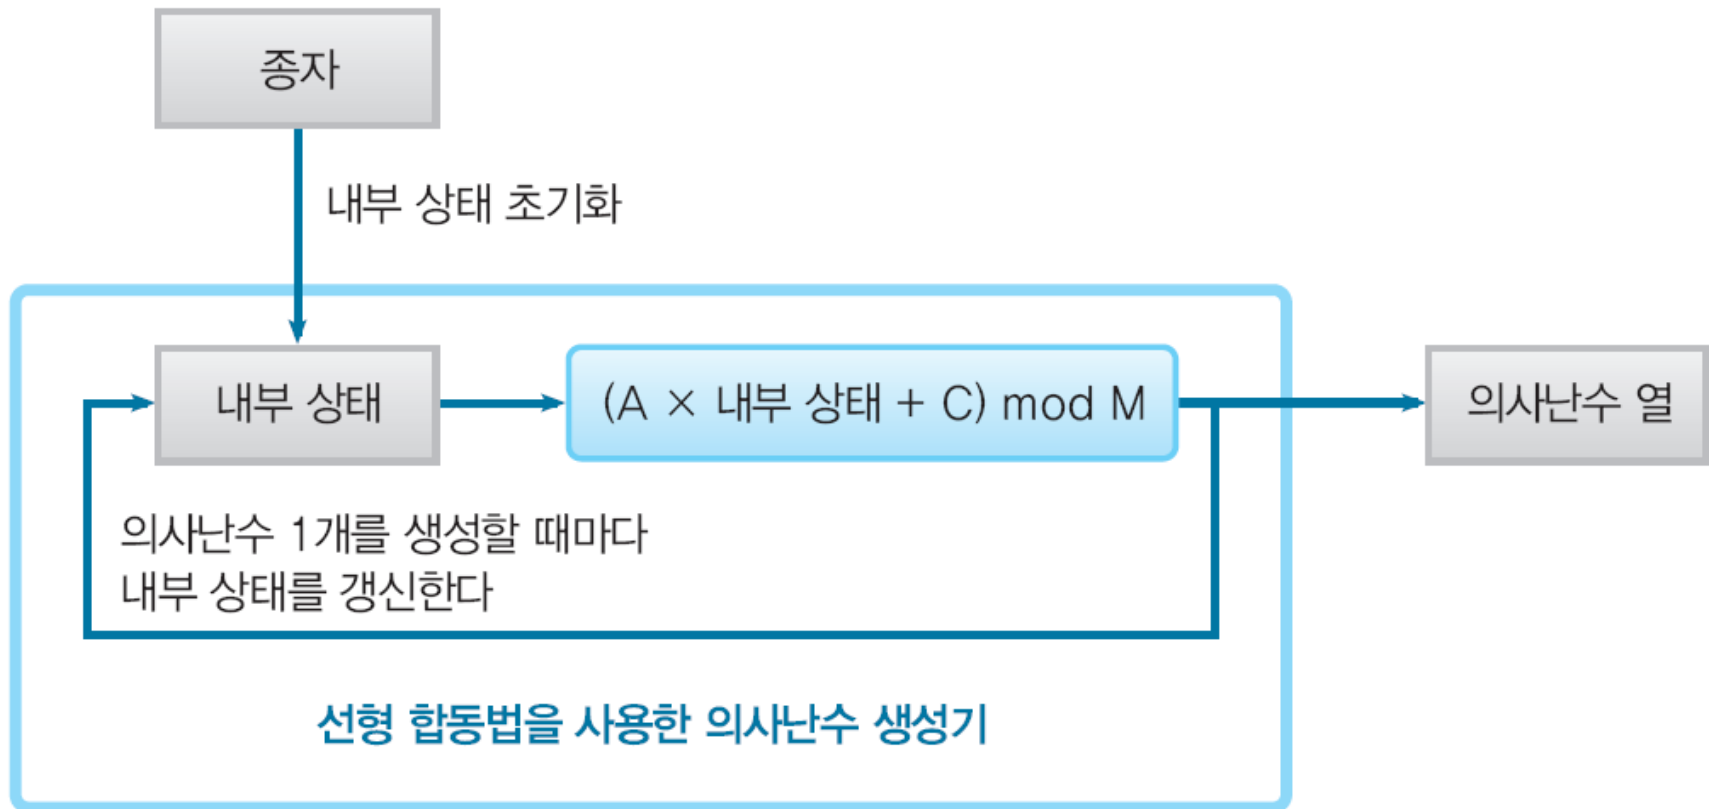 종자
내부 상태 초기화
내부 상태
(A × 내부 상태 + C) mod M
의사난수 열
의사난수 1개를 생성할 때마다
내부 상태를 갱신한다
선형 합동법을 사용한 의사난수 생성기